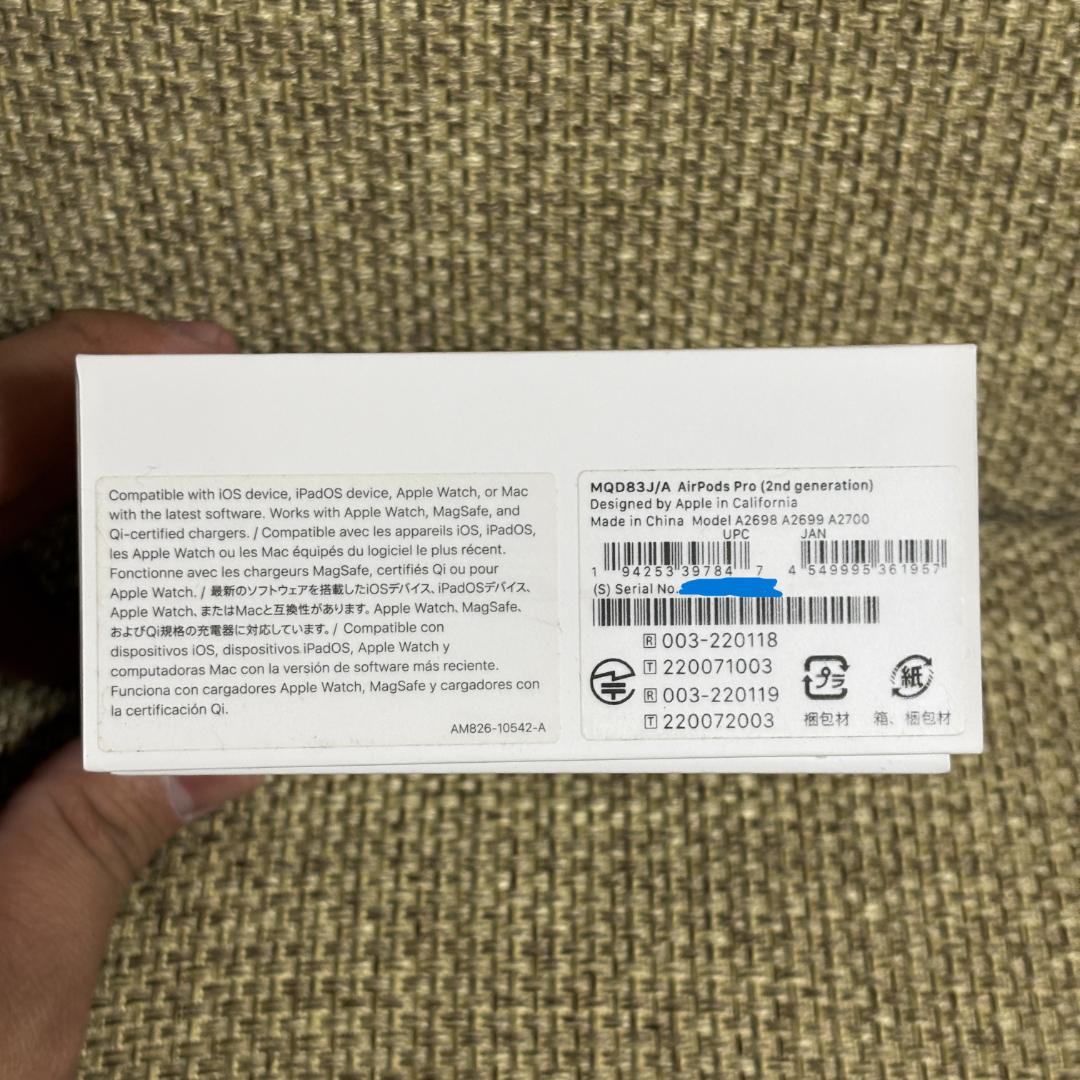 Compatible with iOS device, iPadOS device, Apple Watch, or Mac
with the latest software. Works with Apple Watch, MagSafe, and
Qi-certified chargers. / Compatible avec les appareils iOS, iPadOS,
les Apple Watch ou les Mac équipés du logiciel le plus récent.
Fonctionne avec les chargeurs MagSafe, certifiés Qi ou pour
Apple Watch. / 最新のソフトウェアを搭載したiOSデバイス、iPadOSデバイス、
Apple Watch、またはMacと互換性があります。Apple Watch、MagSafe、
およびQi規格の充電器に対応しています。/ Compatible con
dispositivos iOS, dispositivos iPadOS, Apple Watch y
computadoras Mac con la versión de software más reciente.
Funciona con cargadores Apple Watch, MagSafe y cargadores con
la certificación Qi.
AM826-10542-A
MQD83J/A AirPods Pro (2nd generation)
Designed by Apple in California
Made in China Model A2698 A2699 A2700
UPC JAN
1 94253 39784 7 4 549995 361957
(S) Serial No.
R 003-220118
T 220071003
R 003-220119
T 220072003
プラ 紙
梱包材 箱、梱包材